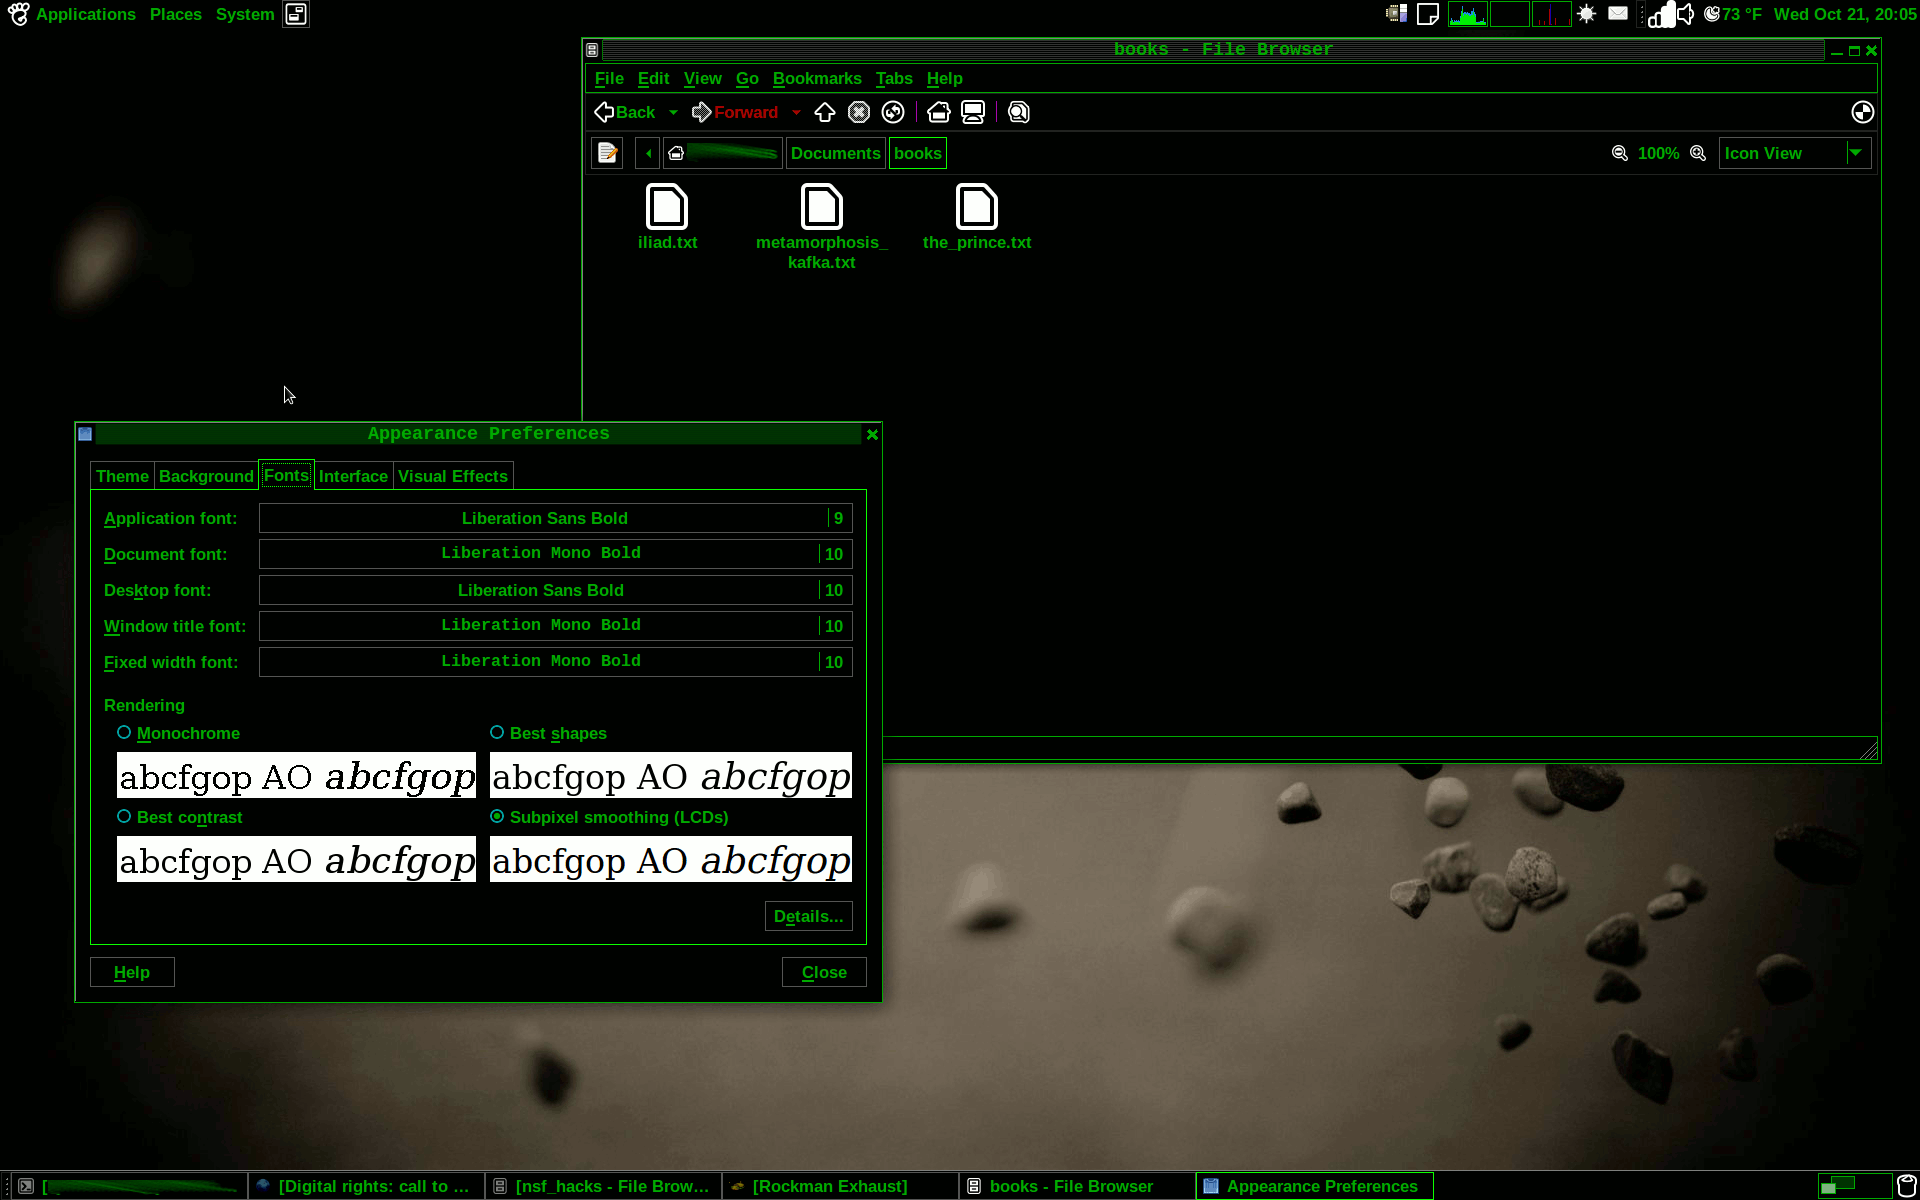 Applications Places System
73 °F Wed Oct 21, 20:05
books - File Browser
File Edit View Go Bookmarks Tabs Help
Back Forward
Documents books 100% Icon View
iliad.txt
metamorphosis_
kafka.txt
the_prince.txt
Appearance Preferences
Theme Background Fonts Interface Visual Effects
Application font: Liberation Sans Bold 9
Document font: Liberation Mono Bold 10
Desktop font: Liberation Sans Bold 10
Window title font: Liberation Mono Bold 10
Fixed width font: Liberation Mono Bold 10
Rendering
Monochrome Best shapes
abcfgop AO abcfgop abcfgop AO abcfgop
Best contrast Subpixel smoothing (LCDs)
abcfgop AO abcfgop abcfgop AO abcfgop
Details...
Help Close
[ [Digital rights: call to ... [nsf_hacks - File Brow... [Rockman Exhaust] books - File Browser Appearance Preferences